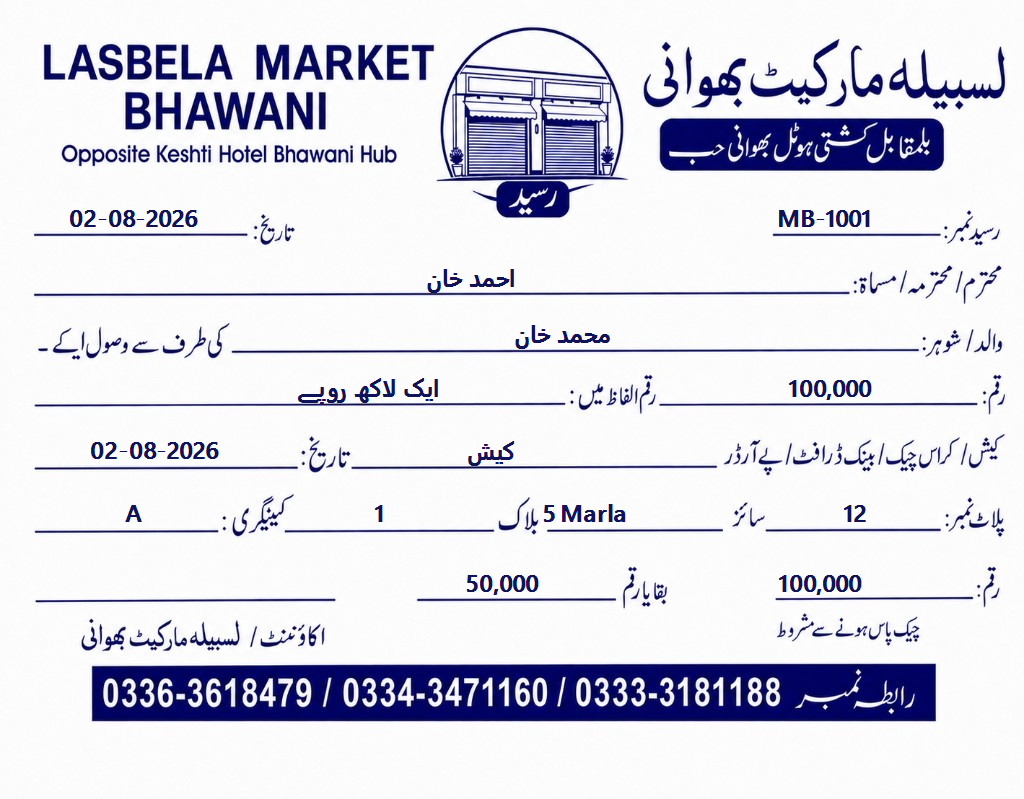 LASBELA MARKET
BHAWANI
Opposite Keshti Hotel Bhawani Hub
لسبیلہ مارکیٹ بھوانی
بلمقابل کشتی ہوٹل بھوانی حب
رسید
رسید نمبر: MB-1001 تاریخ: 02-08-2026
محترم/محترمہ/مسماۃ: احمد خان
والد/شوہر: محمد خان کی طرف سے وصول ایکے ۔
رقم: 100,000 رقم الفاظ میں: ایک لاکھ روپے
کیش/کراس چیک/بینک ڈرافٹ/پے آرڈر کیش تاریخ: 02-08-2026
پلاٹ نمبر: 12 سائز 5 Marla بلاک 1 کیٹیگری: A
رقم: 100,000 بقایا رقم 50,000
چیک پاس ہونے سے مشروط
اکاؤنٹنٹ/لسبیلہ مارکیٹ بھوانی
رابطہ نمبر 0333-3181188 / 0334-3471160 / 0336-3618479